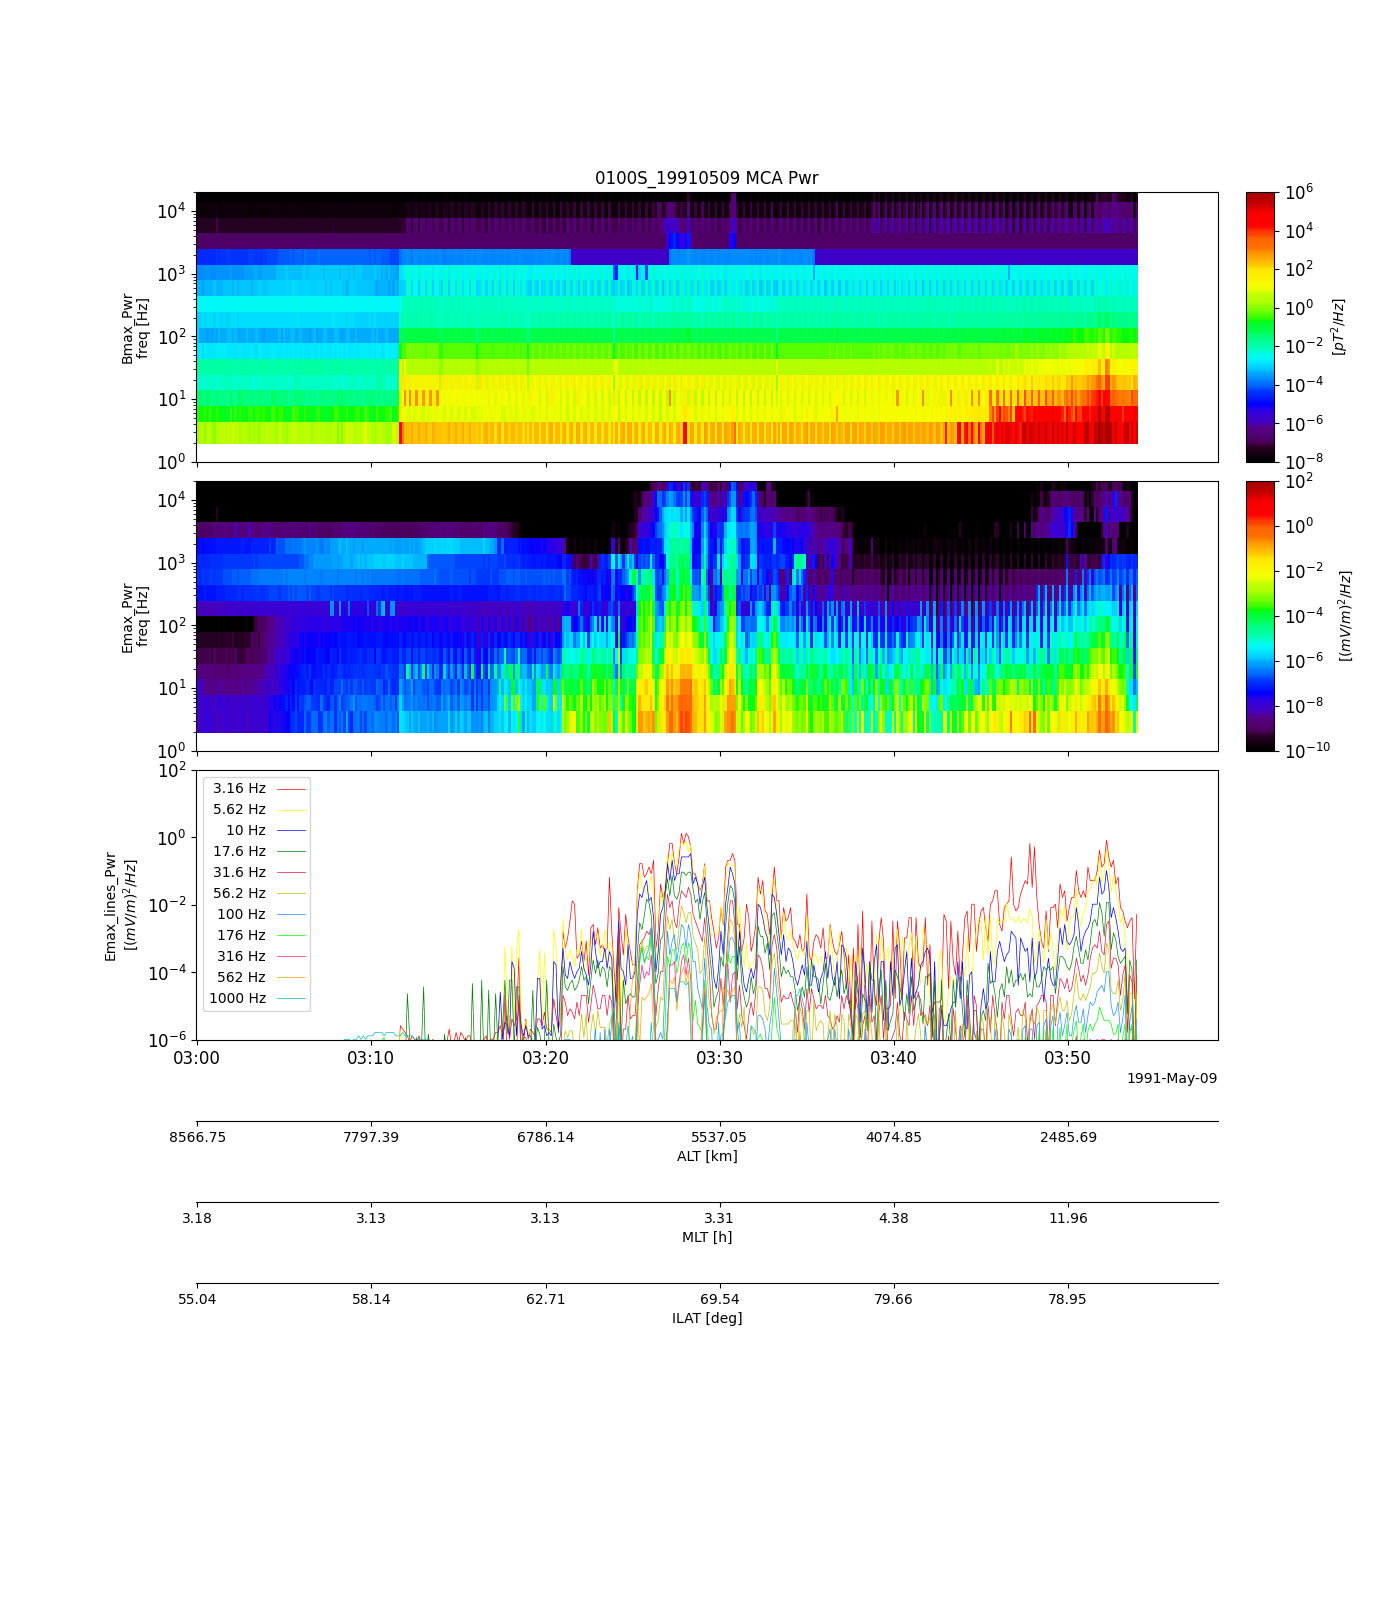 0100S_19910509 MCA Pwr
10^4
10^3
10^2
10^1
10^0
Bmax_Pwr
freq [Hz]
10^6
10^4
10^2
10^0
10^-2
10^-4
10^-6
10^-8
[pT^2/Hz]
10^4
10^3
10^2
10^1
10^0
Emax_Pwr
freq [Hz]
10^2
10^0
10^-2
10^-4
10^-6
10^-8
10^-10
[(mV/m)^2/Hz]
10^2
10^0
10^-2
10^-4
10^-6
Emax_lines_Pwr
[(mV/m)^2/Hz]
3.16 Hz
5.62 Hz
10 Hz
17.6 Hz
31.6 Hz
56.2 Hz
100 Hz
176 Hz
316 Hz
562 Hz
1000 Hz
03:00 03:10 03:20 03:30 03:40 03:50
1991-May-09
8566.75 7797.39 6786.14 5537.05 4074.85 2485.69
ALT [km]
3.18 3.13 3.13 3.31 4.38 11.96
MLT [h]
55.04 58.14 62.71 69.54 79.66 78.95
ILAT [deg]